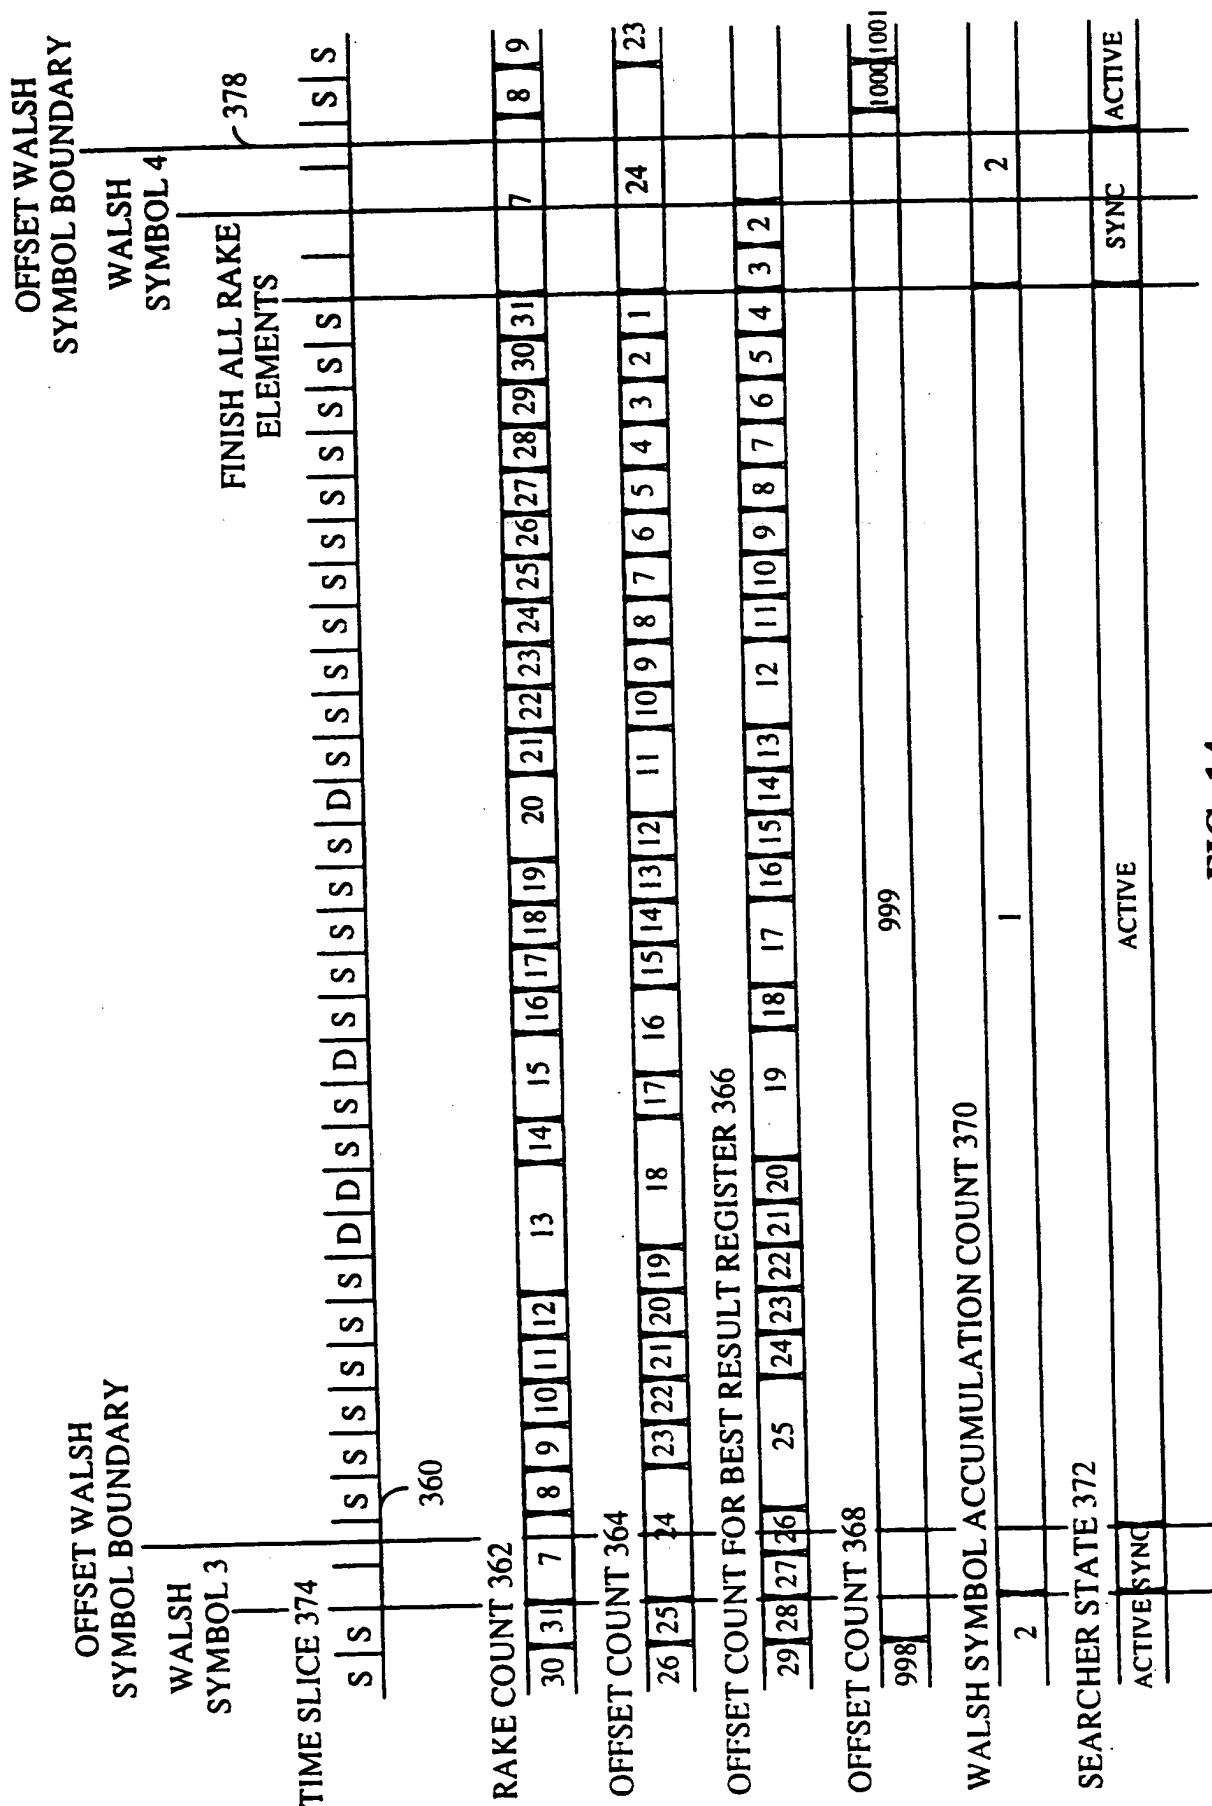 OFFSET WALSH
SYMBOL BOUNDARY
WALSH
SYMBOL 3
OFFSET WALSH
SYMBOL BOUNDARY
WALSH
SYMBOL 4
378
FINISH ALL RAKE
ELEMENTS
TIME SLICE 374
S S S S S S S S D D S S D S S S S S D S S S S S S S S S S S S S
360
RAKE COUNT 362
30 31 7 8 9 10 11 12 13 14 15 16 17 18 19 20 21 22 23 24 25 26 27 28 29 30 31 7 8 9
OFFSET COUNT 364
26 25 24 23 22 21 20 19 18 17 16 15 14 13 12 11 10 9 8 7 6 5 4 3 2 1 24 23
OFFSET COUNT FOR BEST RESULT REGISTER 366
29 28 27 26 25 24 23 22 21 20 19 18 17 16 15 14 13 12 11 10 9 8 7 6 5 4 3 2
OFFSET COUNT 368
998 999 1000 1001
WALSH SYMBOL ACCUMULATION COUNT 370
2 1 2
SEARCHER STATE 372
ACTIVE SYNC ACTIVE SYNC ACTIVE